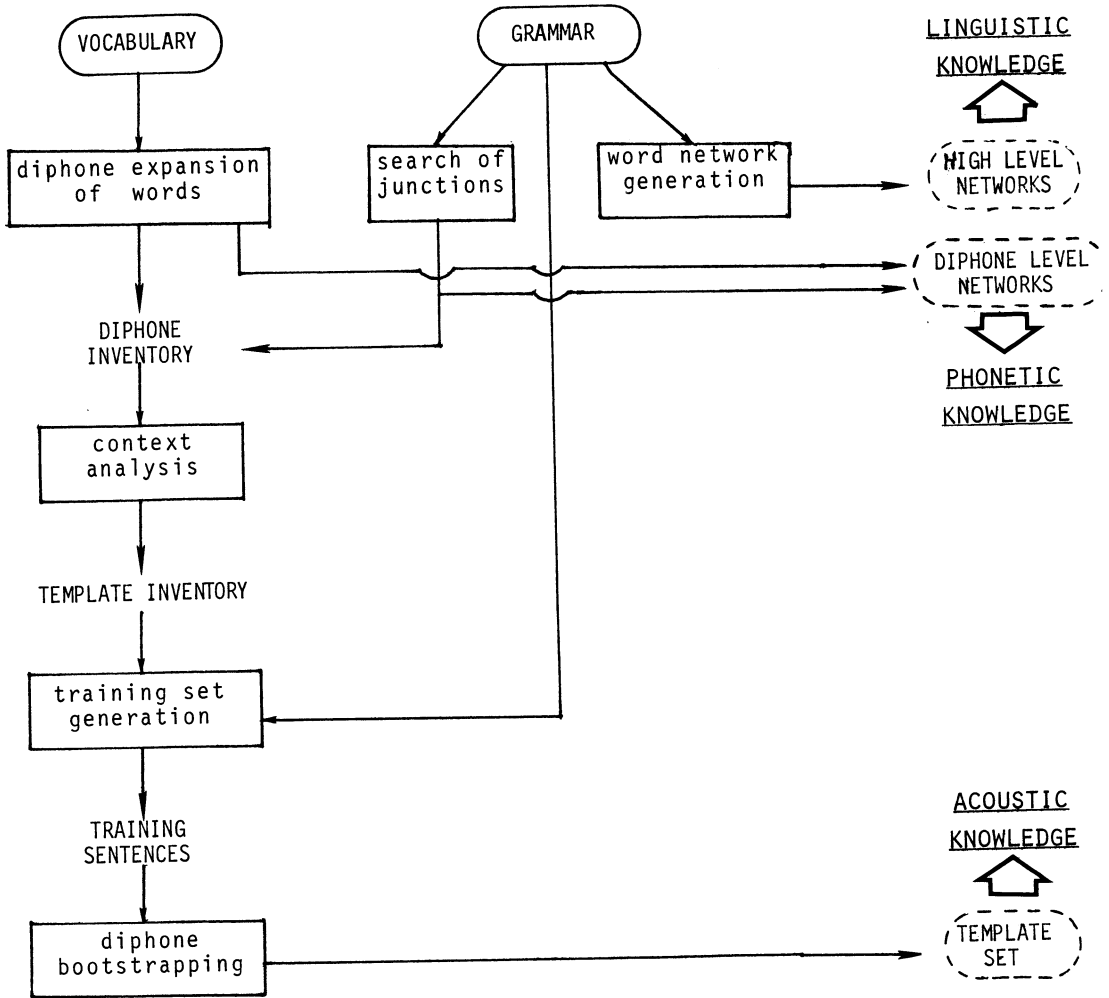 VOCABULARY
GRAMMAR
LINGUISTIC
KNOWLEDGE
diphone expansion
of words
search of
junctions
word network
generation
HIGH LEVEL
NETWORKS
DIPHONE LEVEL
NETWORKS
DIPHONE
INVENTORY
PHONETIC
KNOWLEDGE
context
analysis
TEMPLATE INVENTORY
training set
generation
TRAINING
SENTENCES
ACOUSTIC
KNOWLEDGE
diphone
bootstrapping
TEMPLATE
SET